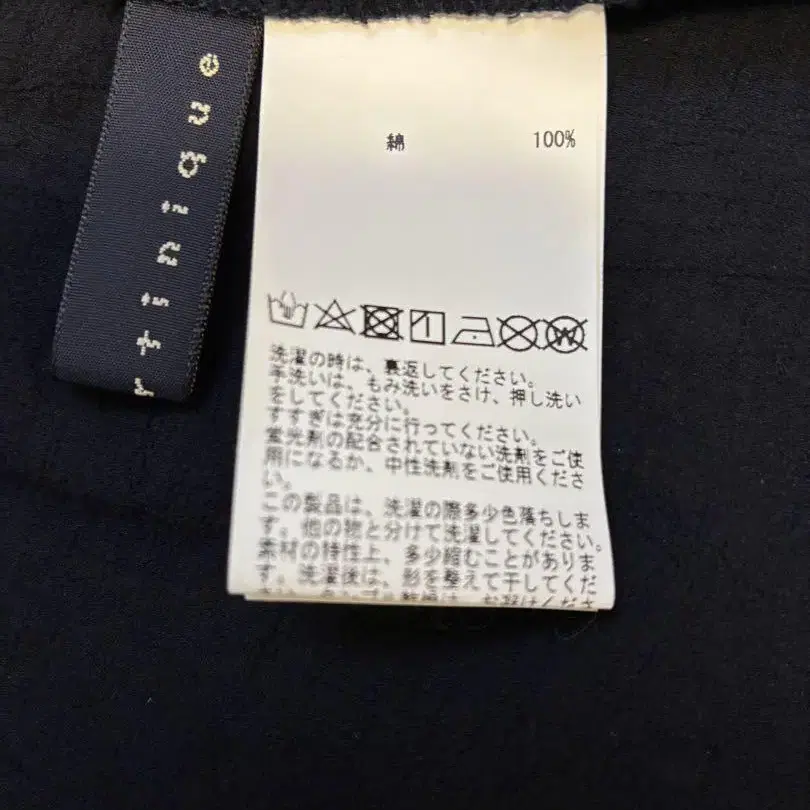 enbiuit
綿 100%
洗濯の時は、裏返してください。
手洗いは、もみ洗いをさけ、押し洗い
をしてください。
すすぎは充分に行ってください。
蛍光剤の配合されていない洗剤をご使
用になるか、中性洗剤をご使用くださ
い。
この製品は、洗濯の際多少色落ちしま
す。他の物と分けて洗濯してください。
素材の特性上、多少縮むことがありま
す。洗濯後は、形を整えて干してくだ